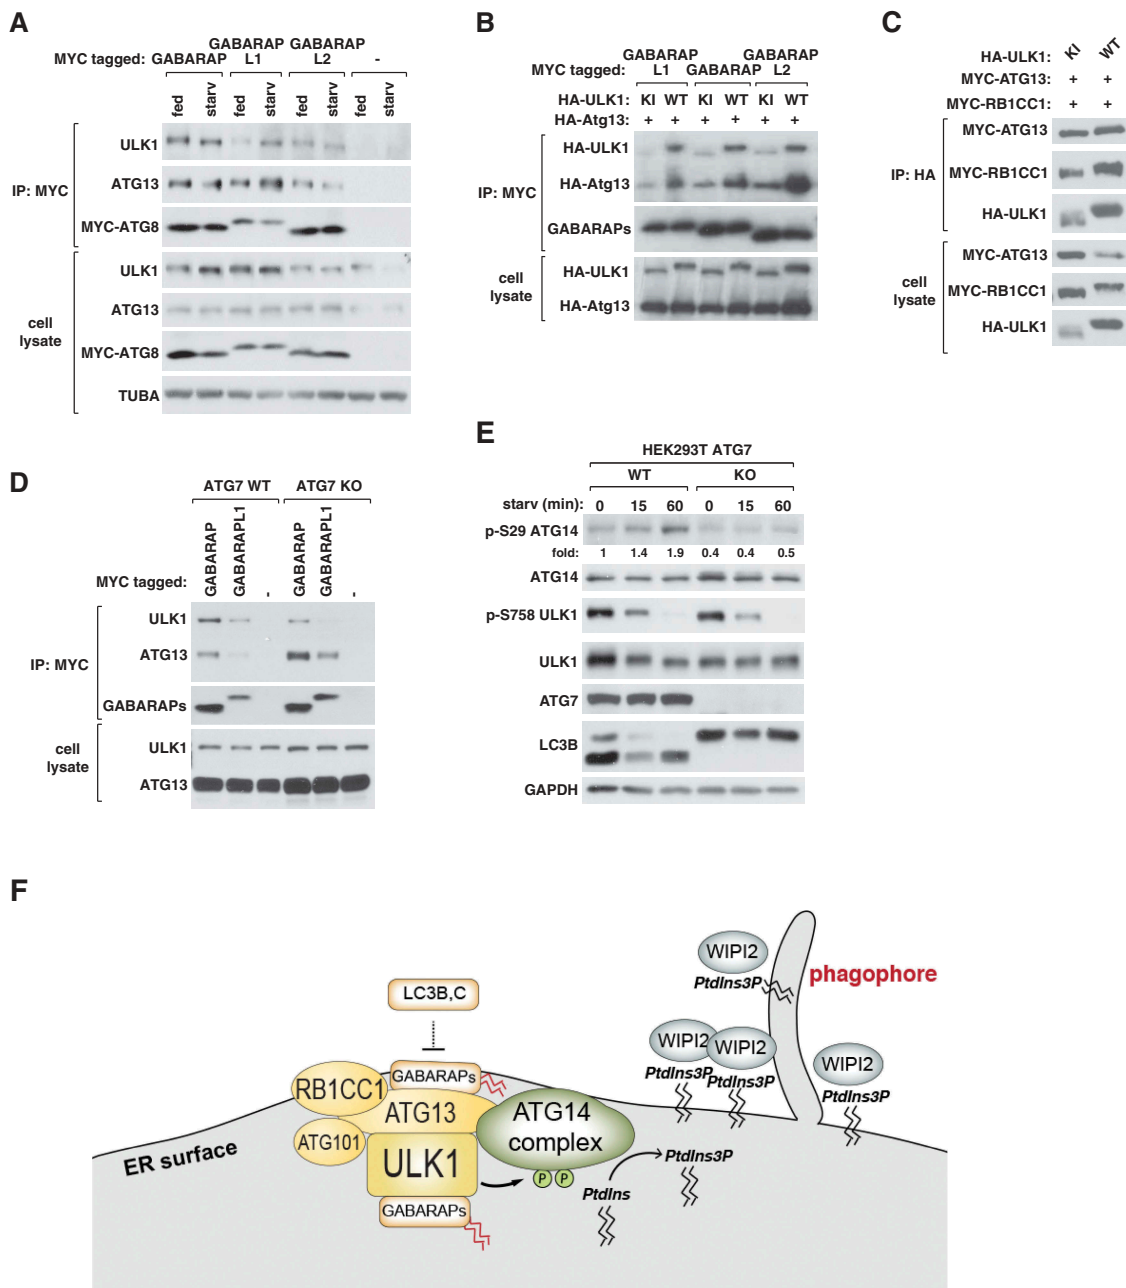 A
MYC tagged: GABARAP GABARAP L1 GABARAP L2 -
fed starv fed starv fed starv fed starv
IP: MYC
ULK1
ATG13
MYC-ATG8
cell lysate
ULK1
ATG13
MYC-ATG8
TUBA
B
MYC tagged: GABARAP L1 GABARAP GABARAP L2
HA-ULK1: KI WT KI WT KI WT
HA-Atg13: + + + + + +
IP: MYC
HA-ULK1
HA-Atg13
GABARAPs
cell lysate
HA-ULK1
HA-Atg13
C
HA-ULK1: KI WT
MYC-ATG13: + +
MYC-RB1CC1: + +
IP: HA
MYC-ATG13
MYC-RB1CC1
HA-ULK1
cell lysate
MYC-ATG13
MYC-RB1CC1
HA-ULK1
D
ATG7 WT ATG7 KO
MYC tagged: GABARAP GABARAPL1 - GABARAP GABARAPL1 -
IP: MYC
ULK1
ATG13
GABARAPs
cell lysate
ULK1
ATG13
E
HEK293T ATG7
WT KO
starv (min): 0 15 60 0 15 60
p-S29 ATG14
fold: 1 1.4 1.9 0.4 0.4 0.5
ATG14
p-S758 ULK1
ULK1
ATG7
LC3B
GAPDH
F
LC3B,C
GABARAPs
RB1CC1
ATG13
ATG101
ULK1
GABARAPs
ATG14 complex
P P
ER surface
PtdIns
PtdIns3P
WIPI2
PtdIns3P
phagophore
WIPI2
WIPI2
PtdIns3P
PtdIns3P
WIPI2
PtdIns3P